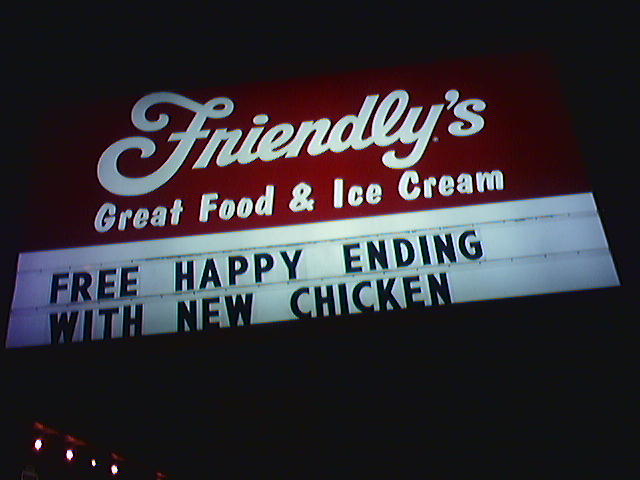 Friendly's
Great Food & Ice Cream
FREE HAPPY ENDING
WITH NEW CHICKEN